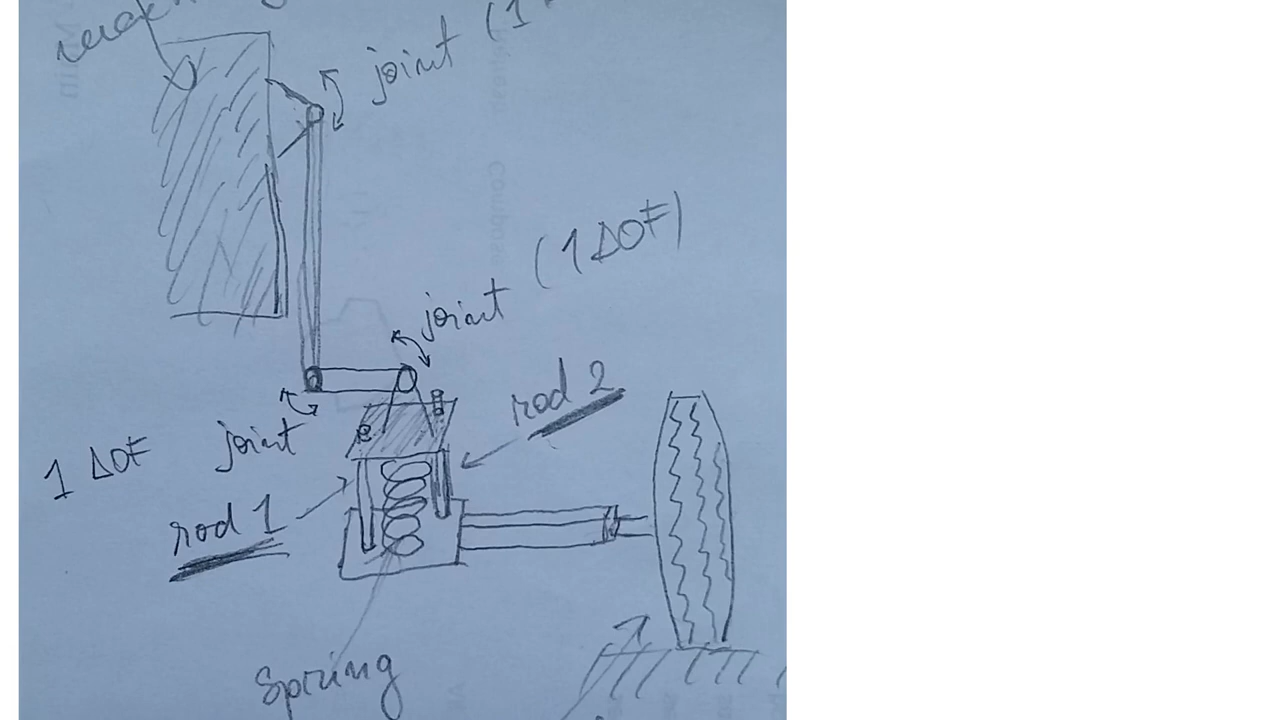 joint (1
(1 DOF)
joint
rod 2
1 DOF joint
rod 1
Spring